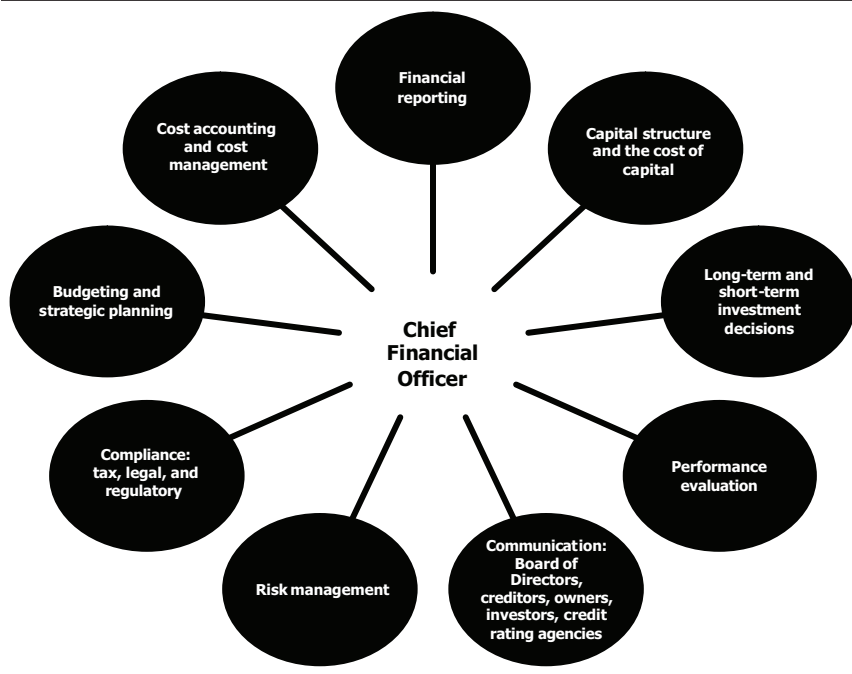 Financial
reporting
Cost accounting
and cost
management
Capital structure
and the cost of
capital
Budgeting and
strategic planning
Long-term and
short-term
investment
decisions
Chief
Financial
Officer
Compliance:
tax, legal, and
regulatory
Performance
evaluation
Risk management
Communication:
Board of
Directors,
creditors, owners,
investors, credit
rating agencies